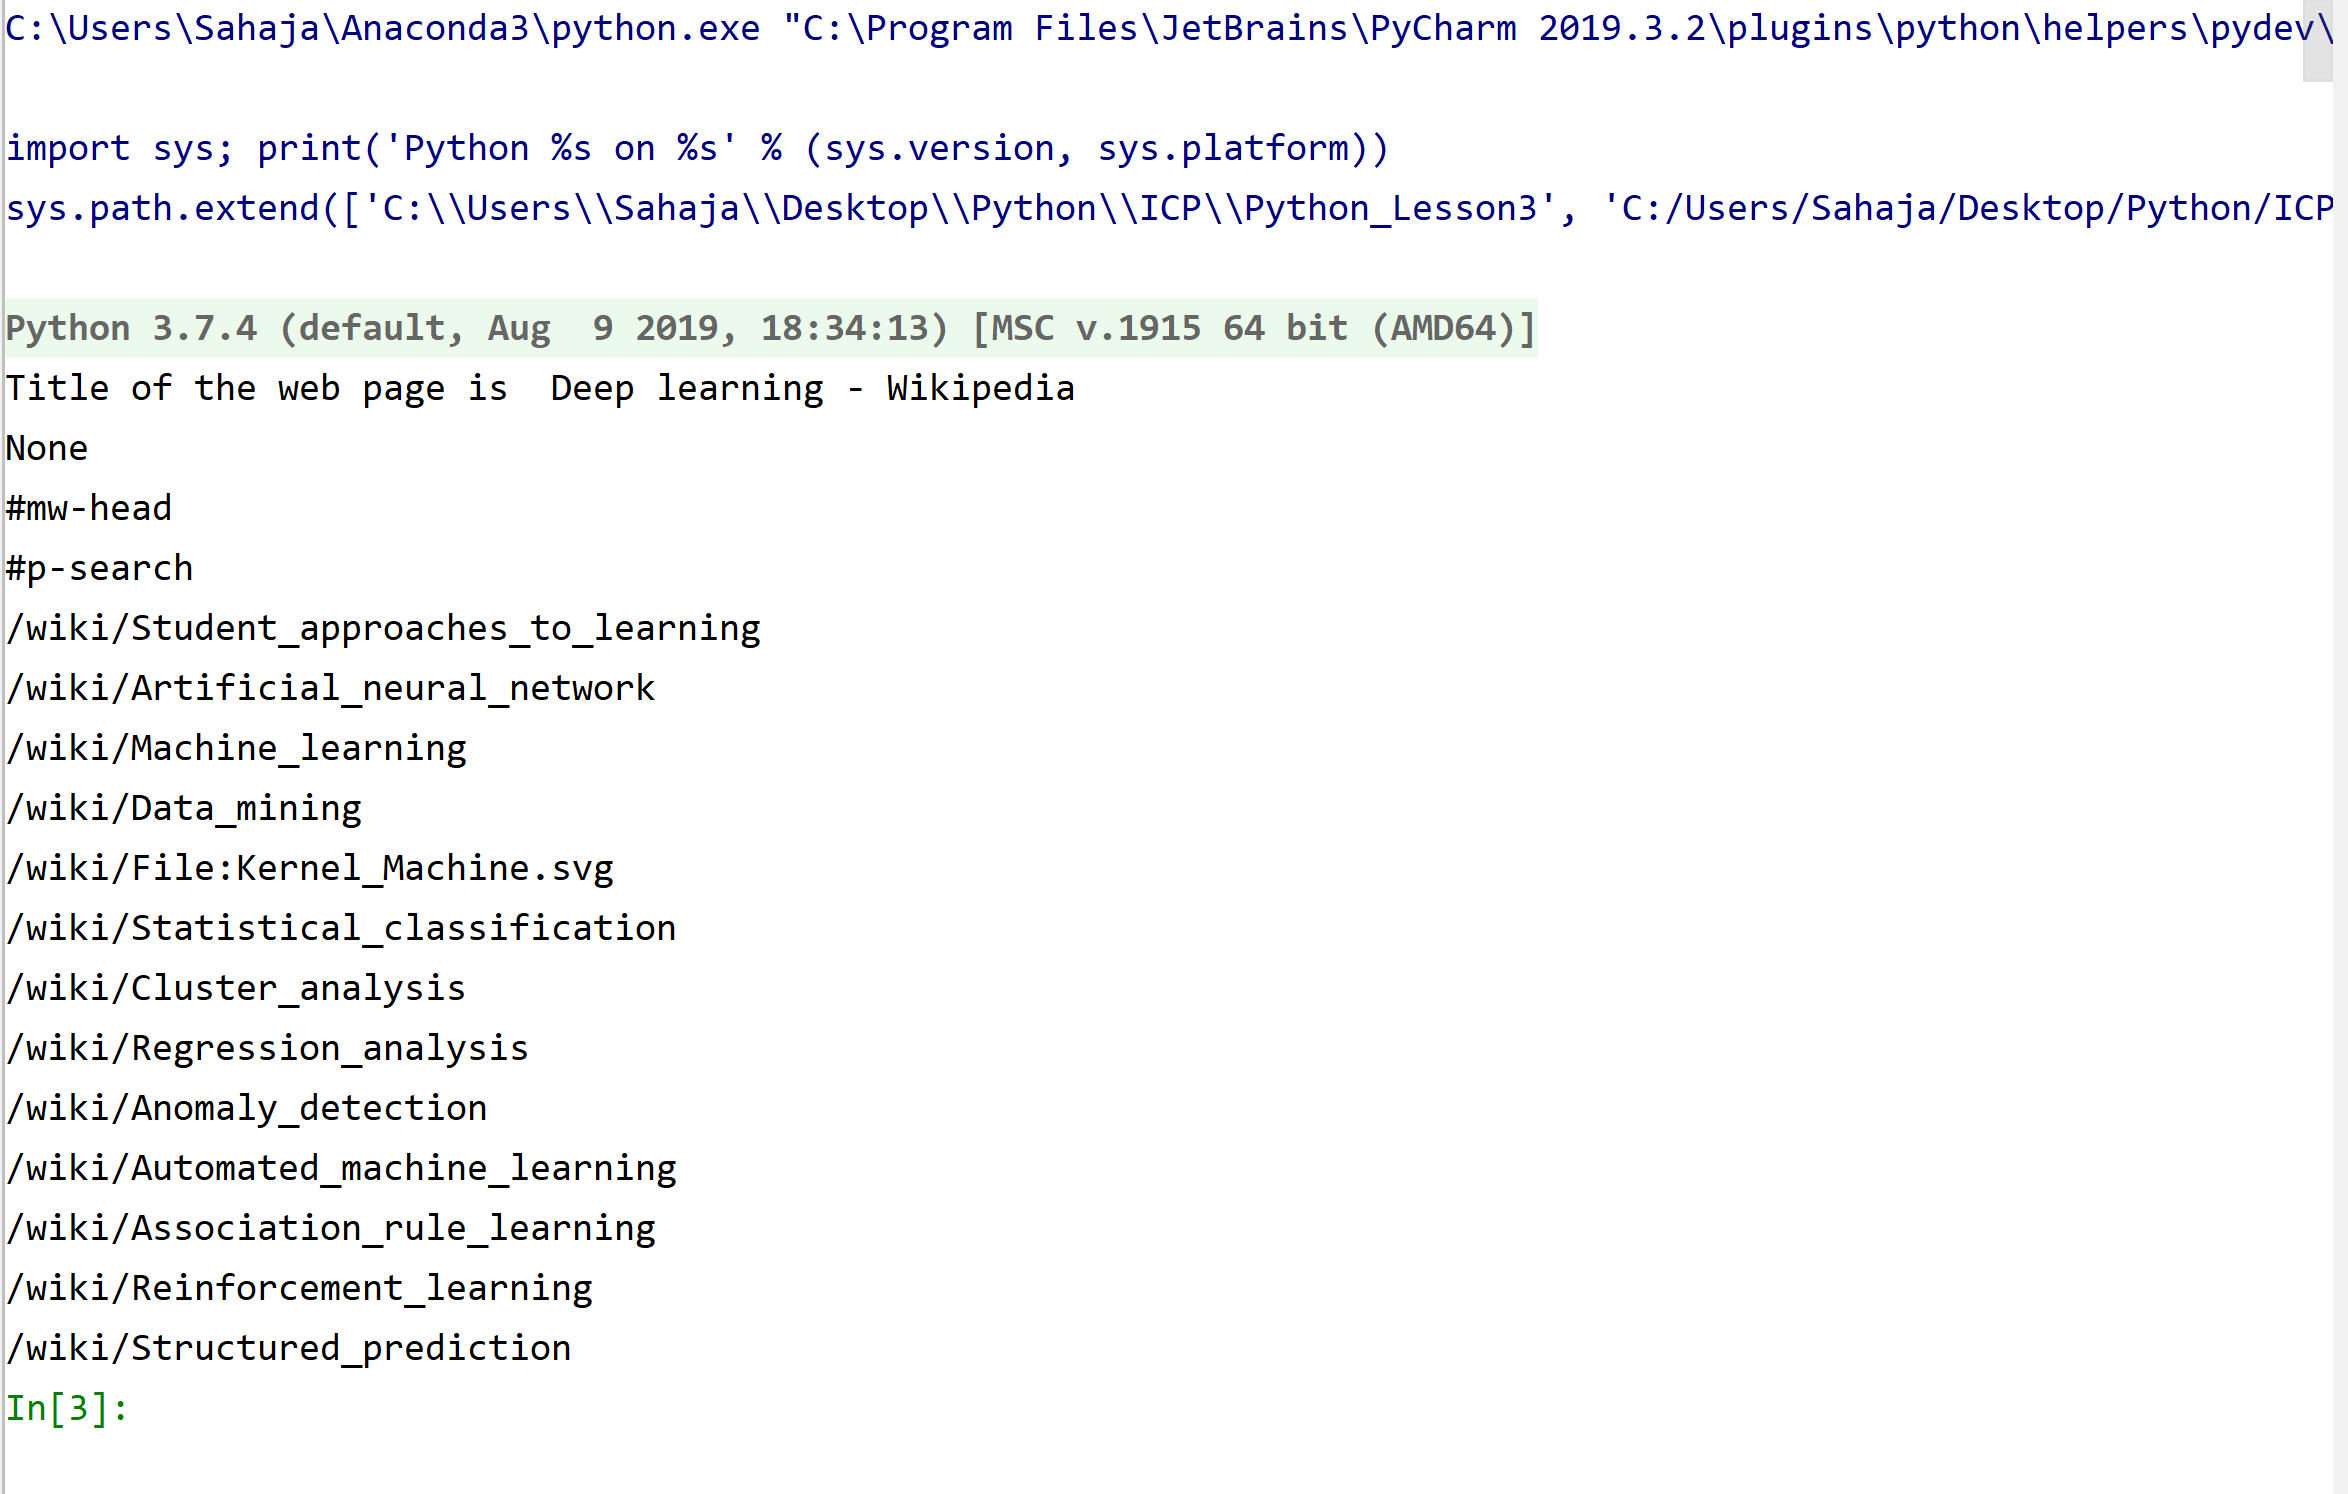 C:\Users\Sahaja\Anaconda3\python.exe "C:\Program Files\JetBrains\PyCharm 2019.3.2\plugins\python\helpers\pydev\
import sys; print('Python %s on %s' % (sys.version, sys.platform))
sys.path.extend(['C:\\Users\\Sahaja\\Desktop\\Python\\ICP\\Python_Lesson3', 'C:/Users/Sahaja/Desktop/Python/ICP
Python 3.7.4 (default, Aug  9 2019, 18:34:13) [MSC v.1915 64 bit (AMD64)]
Title of the web page is  Deep learning - Wikipedia
None
#mw-head
#p-search
/wiki/Student_approaches_to_learning
/wiki/Artificial_neural_network
/wiki/Machine_learning
/wiki/Data_mining
/wiki/File:Kernel_Machine.svg
/wiki/Statistical_classification
/wiki/Cluster_analysis
/wiki/Regression_analysis
/wiki/Anomaly_detection
/wiki/Automated_machine_learning
/wiki/Association_rule_learning
/wiki/Reinforcement_learning
/wiki/Structured_prediction
In[3]: